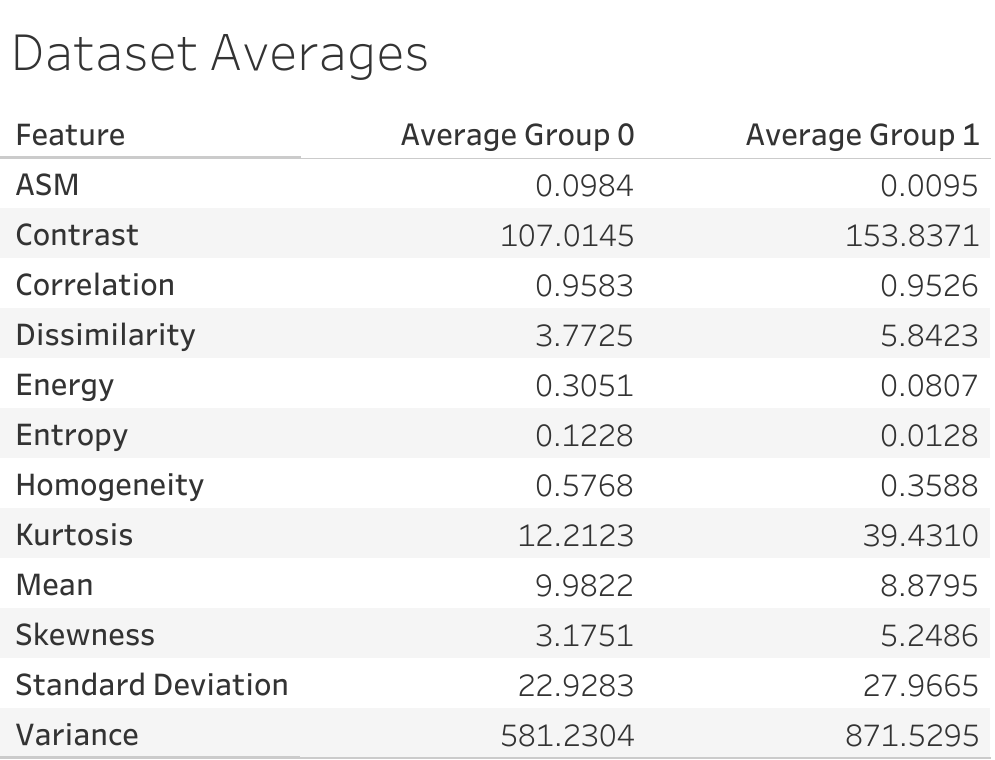 Dataset Averages
Feature Average Group 0 Average Group 1
ASM 0.0984 0.0095
Contrast 107.0145 153.8371
Correlation 0.9583 0.9526
Dissimilarity 3.7725 5.8423
Energy 0.3051 0.0807
Entropy 0.1228 0.0128
Homogeneity 0.5768 0.3588
Kurtosis 12.2123 39.4310
Mean 9.9822 8.8795
Skewness 3.1751 5.2486
Standard Deviation 22.9283 27.9665
Variance 581.2304 871.5295